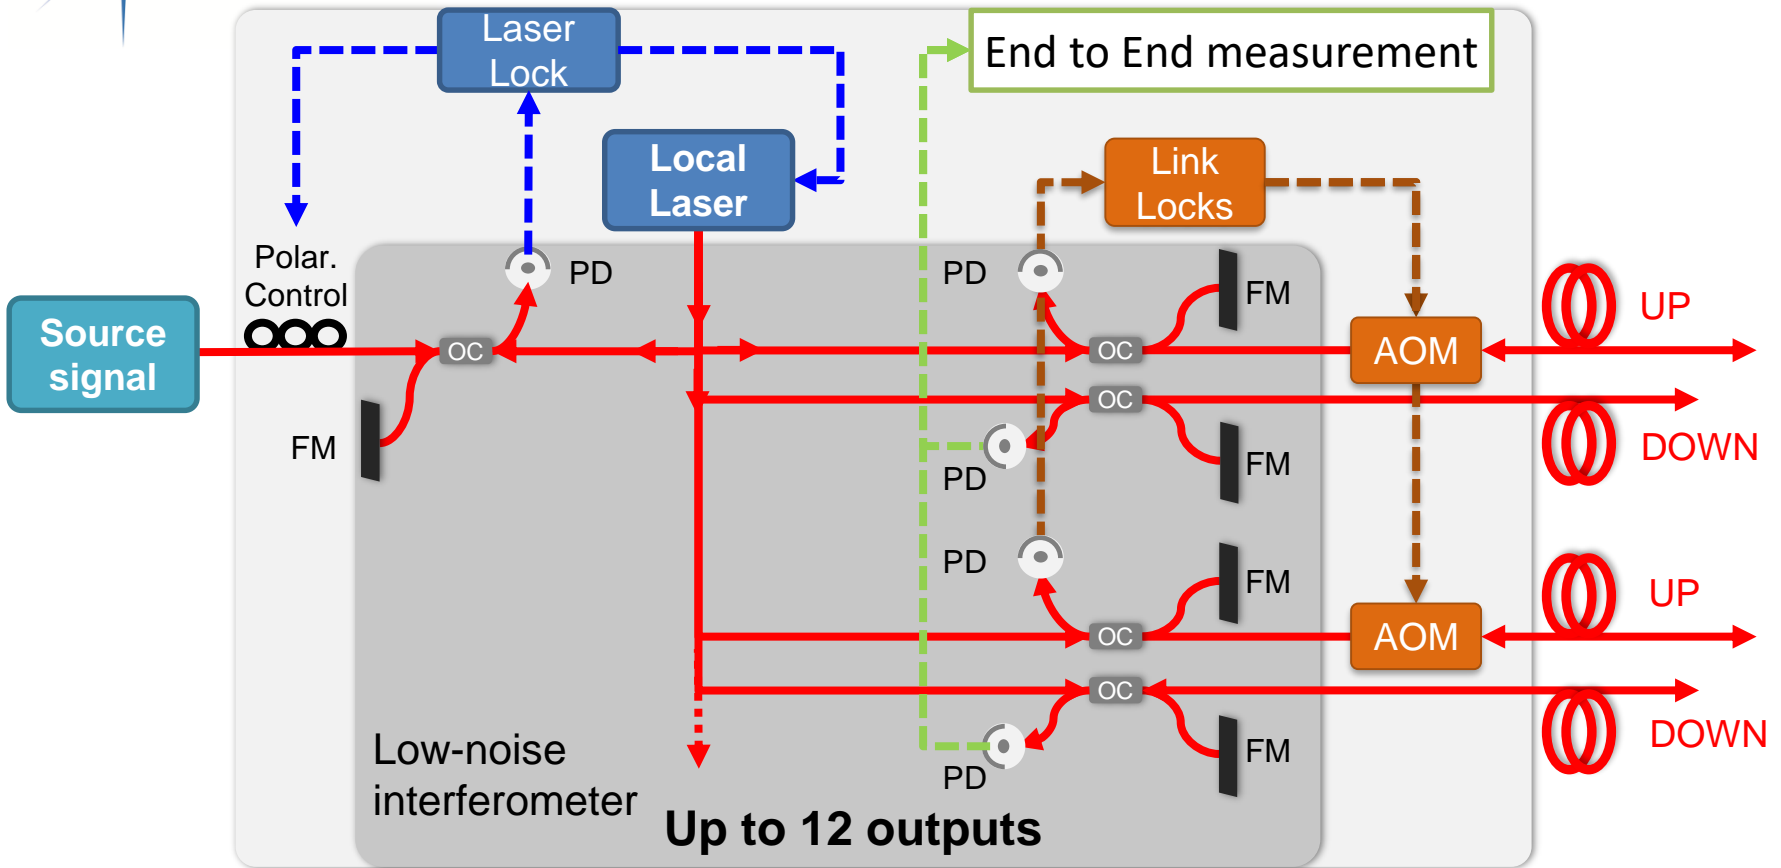 Laser
Lock
End to End measurement
Local
Laser
Link
Locks
Polar.
Control
PD
PD
FM
UP
Source
signal
OC
OC
AOM
OC
FM
PD
FM
DOWN
PD
FM
UP
OC
AOM
OC
Low-noise
interferometer
PD
FM
DOWN
Up to 12 outputs